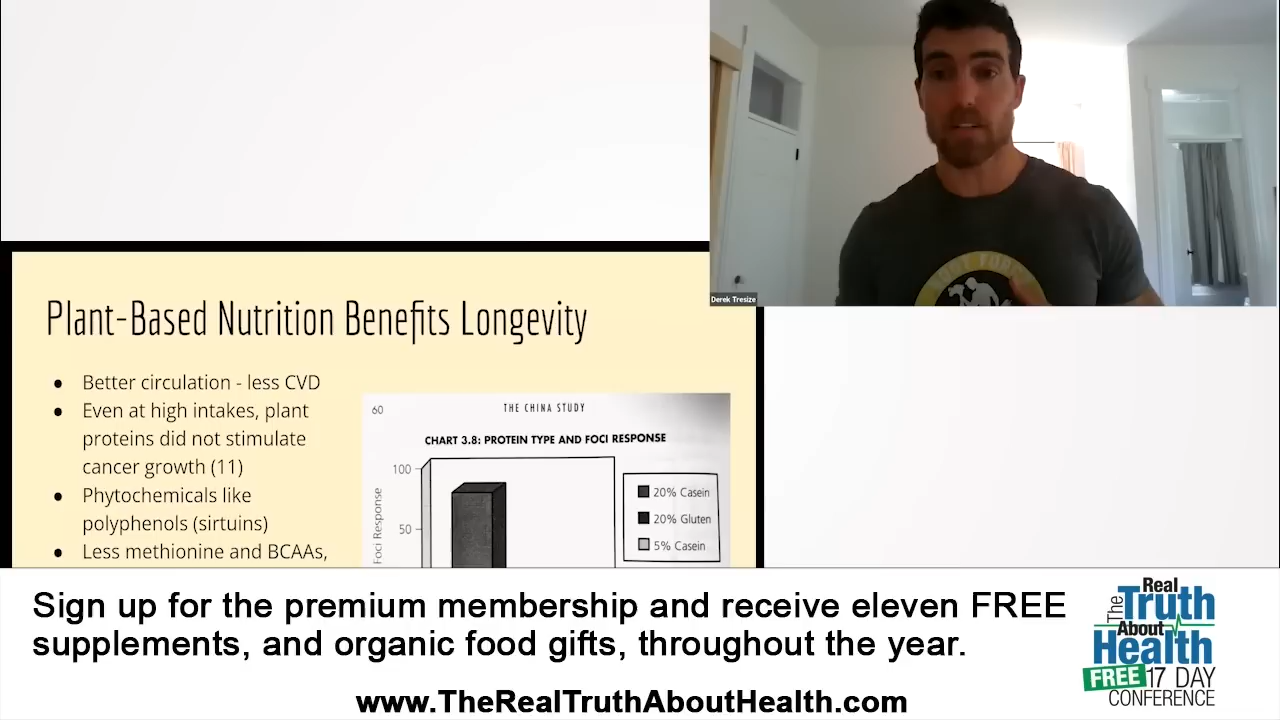 Derek Tresize
Plant-Based Nutrition Benefits Longevity
● Better circulation - less CVD
● Even at high intakes, plant
proteins did not stimulate
cancer growth (11)
● Phytochemicals like
polyphenols (sirtuins)
● Less methionine and BCAAs,
60
THE CHINA STUDY
CHART 3.8: PROTEIN TYPE AND FOCI RESPONSE
100
50
Foci Response
20% Casein
20% Gluten
5% Casein
Sign up for the premium membership and receive eleven FREE
supplements, and organic food gifts, throughout the year.
www.TheRealTruthAboutHealth.com
The Real
Truth
About
Health
FREE 17 DAY
CONFERENCE